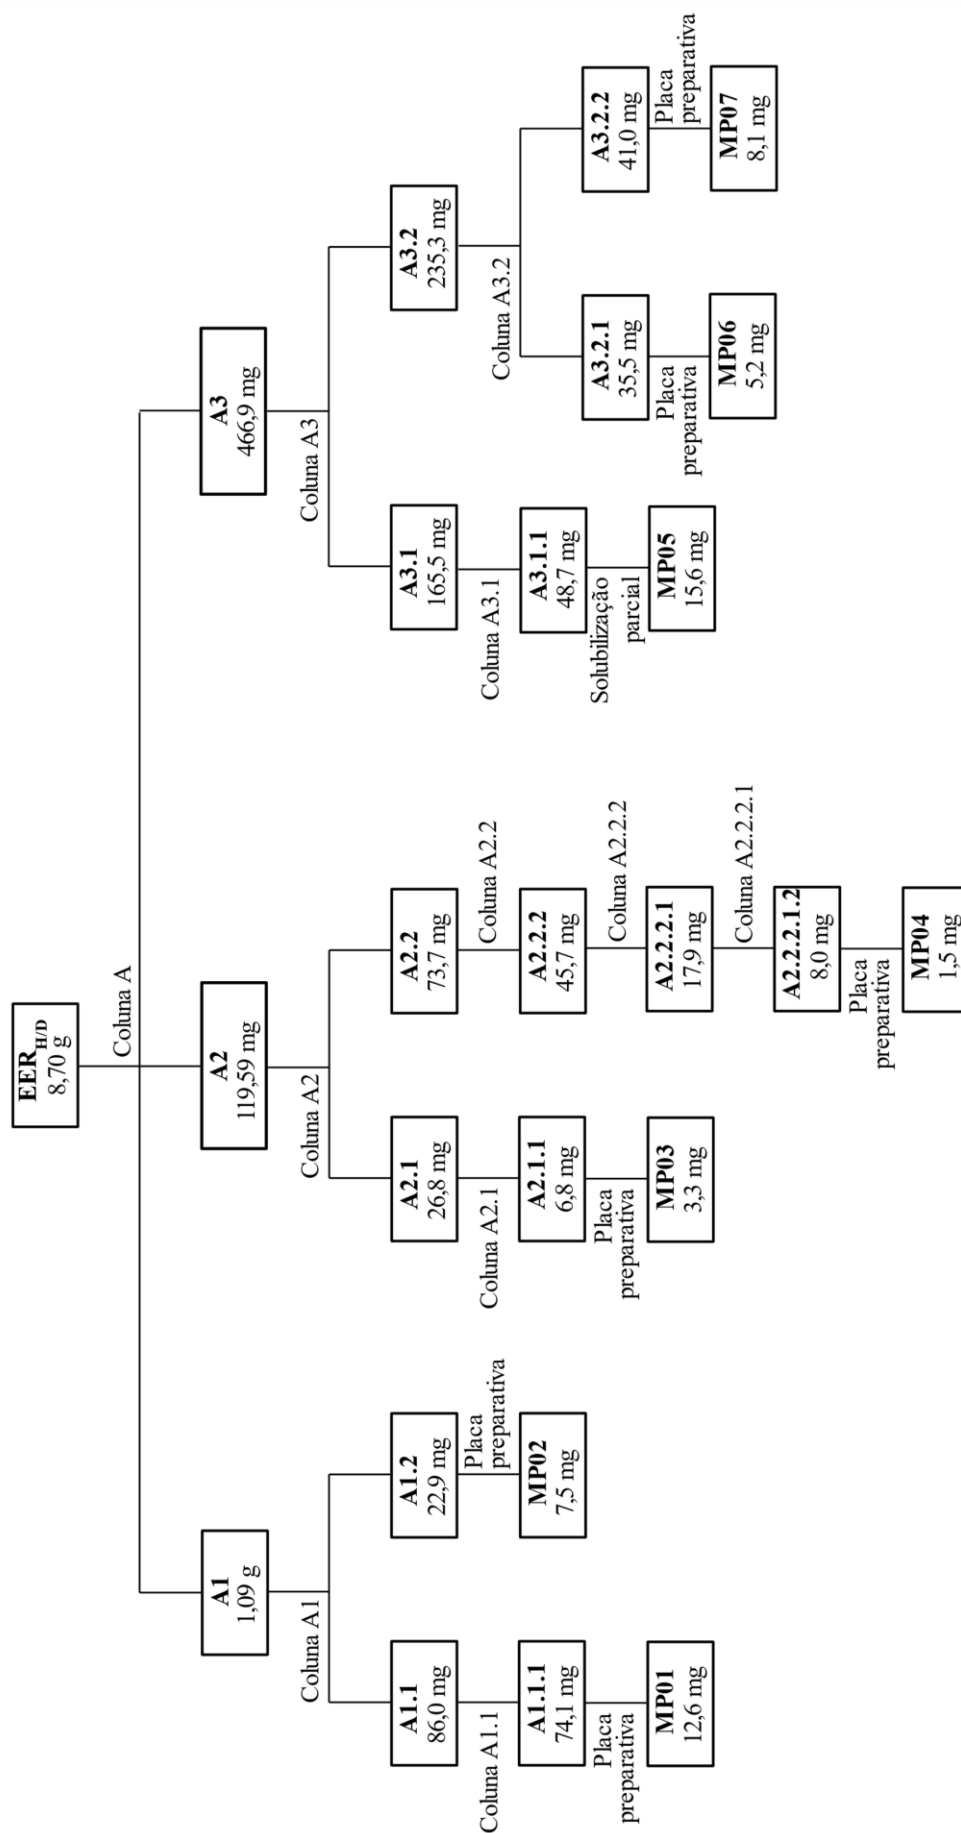 EER H/D
8,70 g
Coluna A
A1
1,09 g
A2
119,59 mg
A3
466,9 mg
Coluna A1
Coluna A2
Coluna A3
A1.1
86,0 mg
A1.2
22,9 mg
A2.1
26,8 mg
A2.2
73,7 mg
A3.1
165,5 mg
A3.2
235,3 mg
Coluna A1.1
Placa
preparativa
Coluna A2.1
Coluna A2.2
Coluna A3.1
Coluna A3.2
A1.1.1
74,1 mg
MP02
7,5 mg
A2.1.1
6,8 mg
A2.2.2
45,7 mg
A3.1.1
48,7 mg
A3.2.1
35,5 mg
A3.2.2
41,0 mg
Placa
preparativa
Placa
preparativa
Coluna A2.2.2
Solubilização
parcial
Placa
preparativa
Placa
preparativa
MP01
12,6 mg
MP03
3,3 mg
A2.2.2.1
17,9 mg
MP05
15,6 mg
MP06
5,2 mg
MP07
8,1 mg
Coluna A2.2.2.1
A2.2.2.1.2
8,0 mg
Placa
preparativa
MP04
1,5 mg